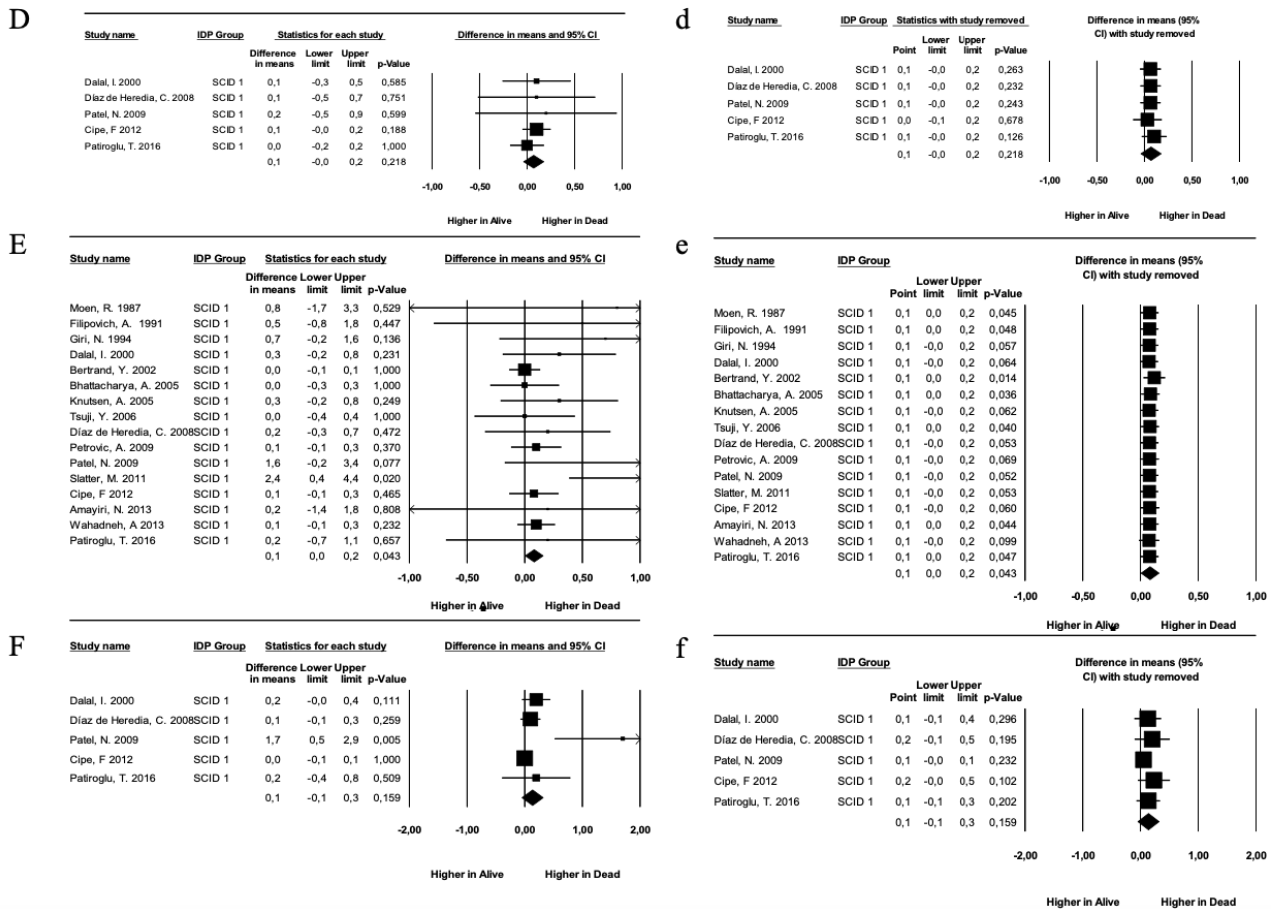 D
Study name IDP Group Statistics for each study Difference in means and 95% CI
Difference in means Lower limit Upper limit p-Value
Dalal, I. 2000 SCID 1 0,1 -0,3 0,5 0,585
Díaz de Heredia, C. 2008 SCID 1 0,1 -0,5 0,7 0,751
Patel, N. 2009 SCID 1 0,2 -0,5 0,9 0,599
Cipe, F 2012 SCID 1 0,1 -0,0 0,2 0,188
Patiroglu, T. 2016 SCID 1 0,0 -0,2 0,2 1,000
0,1 -0,0 0,2 0,218
-1,00 -0,50 0,00 0,50 1,00
Higher in Alive Higher in Dead
d
Study name IDP Group Statistics with study removed Difference in means (95%
CI) with study removed
Point Lower limit Upper limit p-Value
Dalal, I. 2000 SCID 1 0,1 -0,0 0,2 0,263
Díaz de Heredia, C. 2008 SCID 1 0,1 -0,0 0,2 0,232
Patel, N. 2009 SCID 1 0,1 -0,0 0,2 0,243
Cipe, F 2012 SCID 1 0,0 -0,1 0,2 0,678
Patiroglu, T. 2016 SCID 1 0,1 -0,0 0,2 0,126
0,1 -0,0 0,2 0,218
-1,00 -0,50 0,00 0,50 1,00
Higher in Alive Higher in Dead
E
Study name IDP Group Statistics for each study Difference in means and 95% CI
Difference in means Lower limit Upper limit p-Value
Moen, R. 1987 SCID 1 0,8 -1,7 3,3 0,529
Filipovich, A. 1991 SCID 1 0,5 -0,8 1,8 0,447
Giri, N. 1994 SCID 1 0,7 -0,2 1,6 0,136
Dalal, I. 2000 SCID 1 0,3 -0,2 0,8 0,231
Bertrand, Y. 2002 SCID 1 0,0 -0,1 0,1 1,000
Bhattacharya, A. 2005 SCID 1 0,0 -0,3 0,3 1,000
Knutsen, A. 2005 SCID 1 0,3 -0,2 0,8 0,249
Tsuji, Y. 2006 SCID 1 0,0 -0,4 0,4 1,000
Díaz de Heredia, C. 2008SCID 1 0,2 -0,3 0,7 0,472
Petrovic, A. 2009 SCID 1 0,1 -0,1 0,3 0,370
Patel, N. 2009 SCID 1 1,6 -0,2 3,4 0,077
Slatter, M. 2011 SCID 1 2,4 0,4 4,4 0,020
Cipe, F 2012 SCID 1 0,1 -0,1 0,3 0,465
Amayiri, N. 2013 SCID 1 0,2 -1,4 1,8 0,808
Wahadneh, A 2013 SCID 1 0,1 -0,1 0,3 0,232
Patiroglu, T. 2016 SCID 1 0,2 -0,7 1,1 0,657
0,1 0,0 0,2 0,043
-1,00 -0,50 0,00 0,50 1,00
Higher in Alive Higher in Dead
e
Study name IDP Group Difference in means (95%
CI) with study removed
Point Lower limit Upper limit p-Value
Moen, R. 1987 SCID 1 0,1 0,0 0,2 0,045
Filipovich, A. 1991 SCID 1 0,1 0,0 0,2 0,048
Giri, N. 1994 SCID 1 0,1 -0,0 0,2 0,057
Dalal, I. 2000 SCID 1 0,1 -0,0 0,2 0,064
Bertrand, Y. 2002 SCID 1 0,1 0,0 0,2 0,014
Bhattacharya, A. 2005 SCID 1 0,1 0,0 0,2 0,036
Knutsen, A. 2005 SCID 1 0,1 -0,0 0,2 0,062
Tsuji, Y. 2006 SCID 1 0,1 0,0 0,2 0,040
Díaz de Heredia, C. 2008SCID 1 0,1 -0,0 0,2 0,053
Petrovic, A. 2009 SCID 1 0,1 -0,0 0,2 0,069
Patel, N. 2009 SCID 1 0,1 -0,0 0,2 0,052
Slatter, M. 2011 SCID 1 0,1 -0,0 0,2 0,053
Cipe, F 2012 SCID 1 0,1 -0,0 0,2 0,060
Amayiri, N. 2013 SCID 1 0,1 0,0 0,2 0,044
Wahadneh, A 2013 SCID 1 0,1 -0,0 0,2 0,099
Patiroglu, T. 2016 SCID 1 0,1 0,0 0,2 0,047
0,1 0,0 0,2 0,043
-1,00 -0,50 0,00 0,50 1,00
Higher in Alive Higher in Dead
F
Study name IDP Group Statistics for each study Difference in means and 95% CI
Difference in means Lower limit Upper limit p-Value
Dalal, I. 2000 SCID 1 0,2 -0,0 0,4 0,111
Díaz de Heredia, C. 2008SCID 1 0,1 -0,1 0,3 0,259
Patel, N. 2009 SCID 1 1,7 0,5 2,9 0,005
Cipe, F 2012 SCID 1 0,0 -0,1 0,1 1,000
Patiroglu, T. 2016 SCID 1 0,2 -0,4 0,8 0,509
0,1 -0,1 0,3 0,159
-2,00 -1,00 0,00 1,00 2,00
Higher in Alive Higher in Dead
f
Study name IDP Group Difference in means (95%
CI) with study removed
Point Lower limit Upper limit p-Value
Dalal, I. 2000 SCID 1 0,1 -0,1 0,4 0,296
Díaz de Heredia, C. 2008SCID 1 0,2 -0,1 0,5 0,195
Patel, N. 2009 SCID 1 0,1 -0,0 0,1 0,232
Cipe, F 2012 SCID 1 0,2 -0,0 0,5 0,102
Patiroglu, T. 2016 SCID 1 0,1 -0,1 0,3 0,202
0,1 -0,1 0,3 0,159
-2,00 -1,00 0,00 1,00 2,00
Higher in Alive Higher in Dead